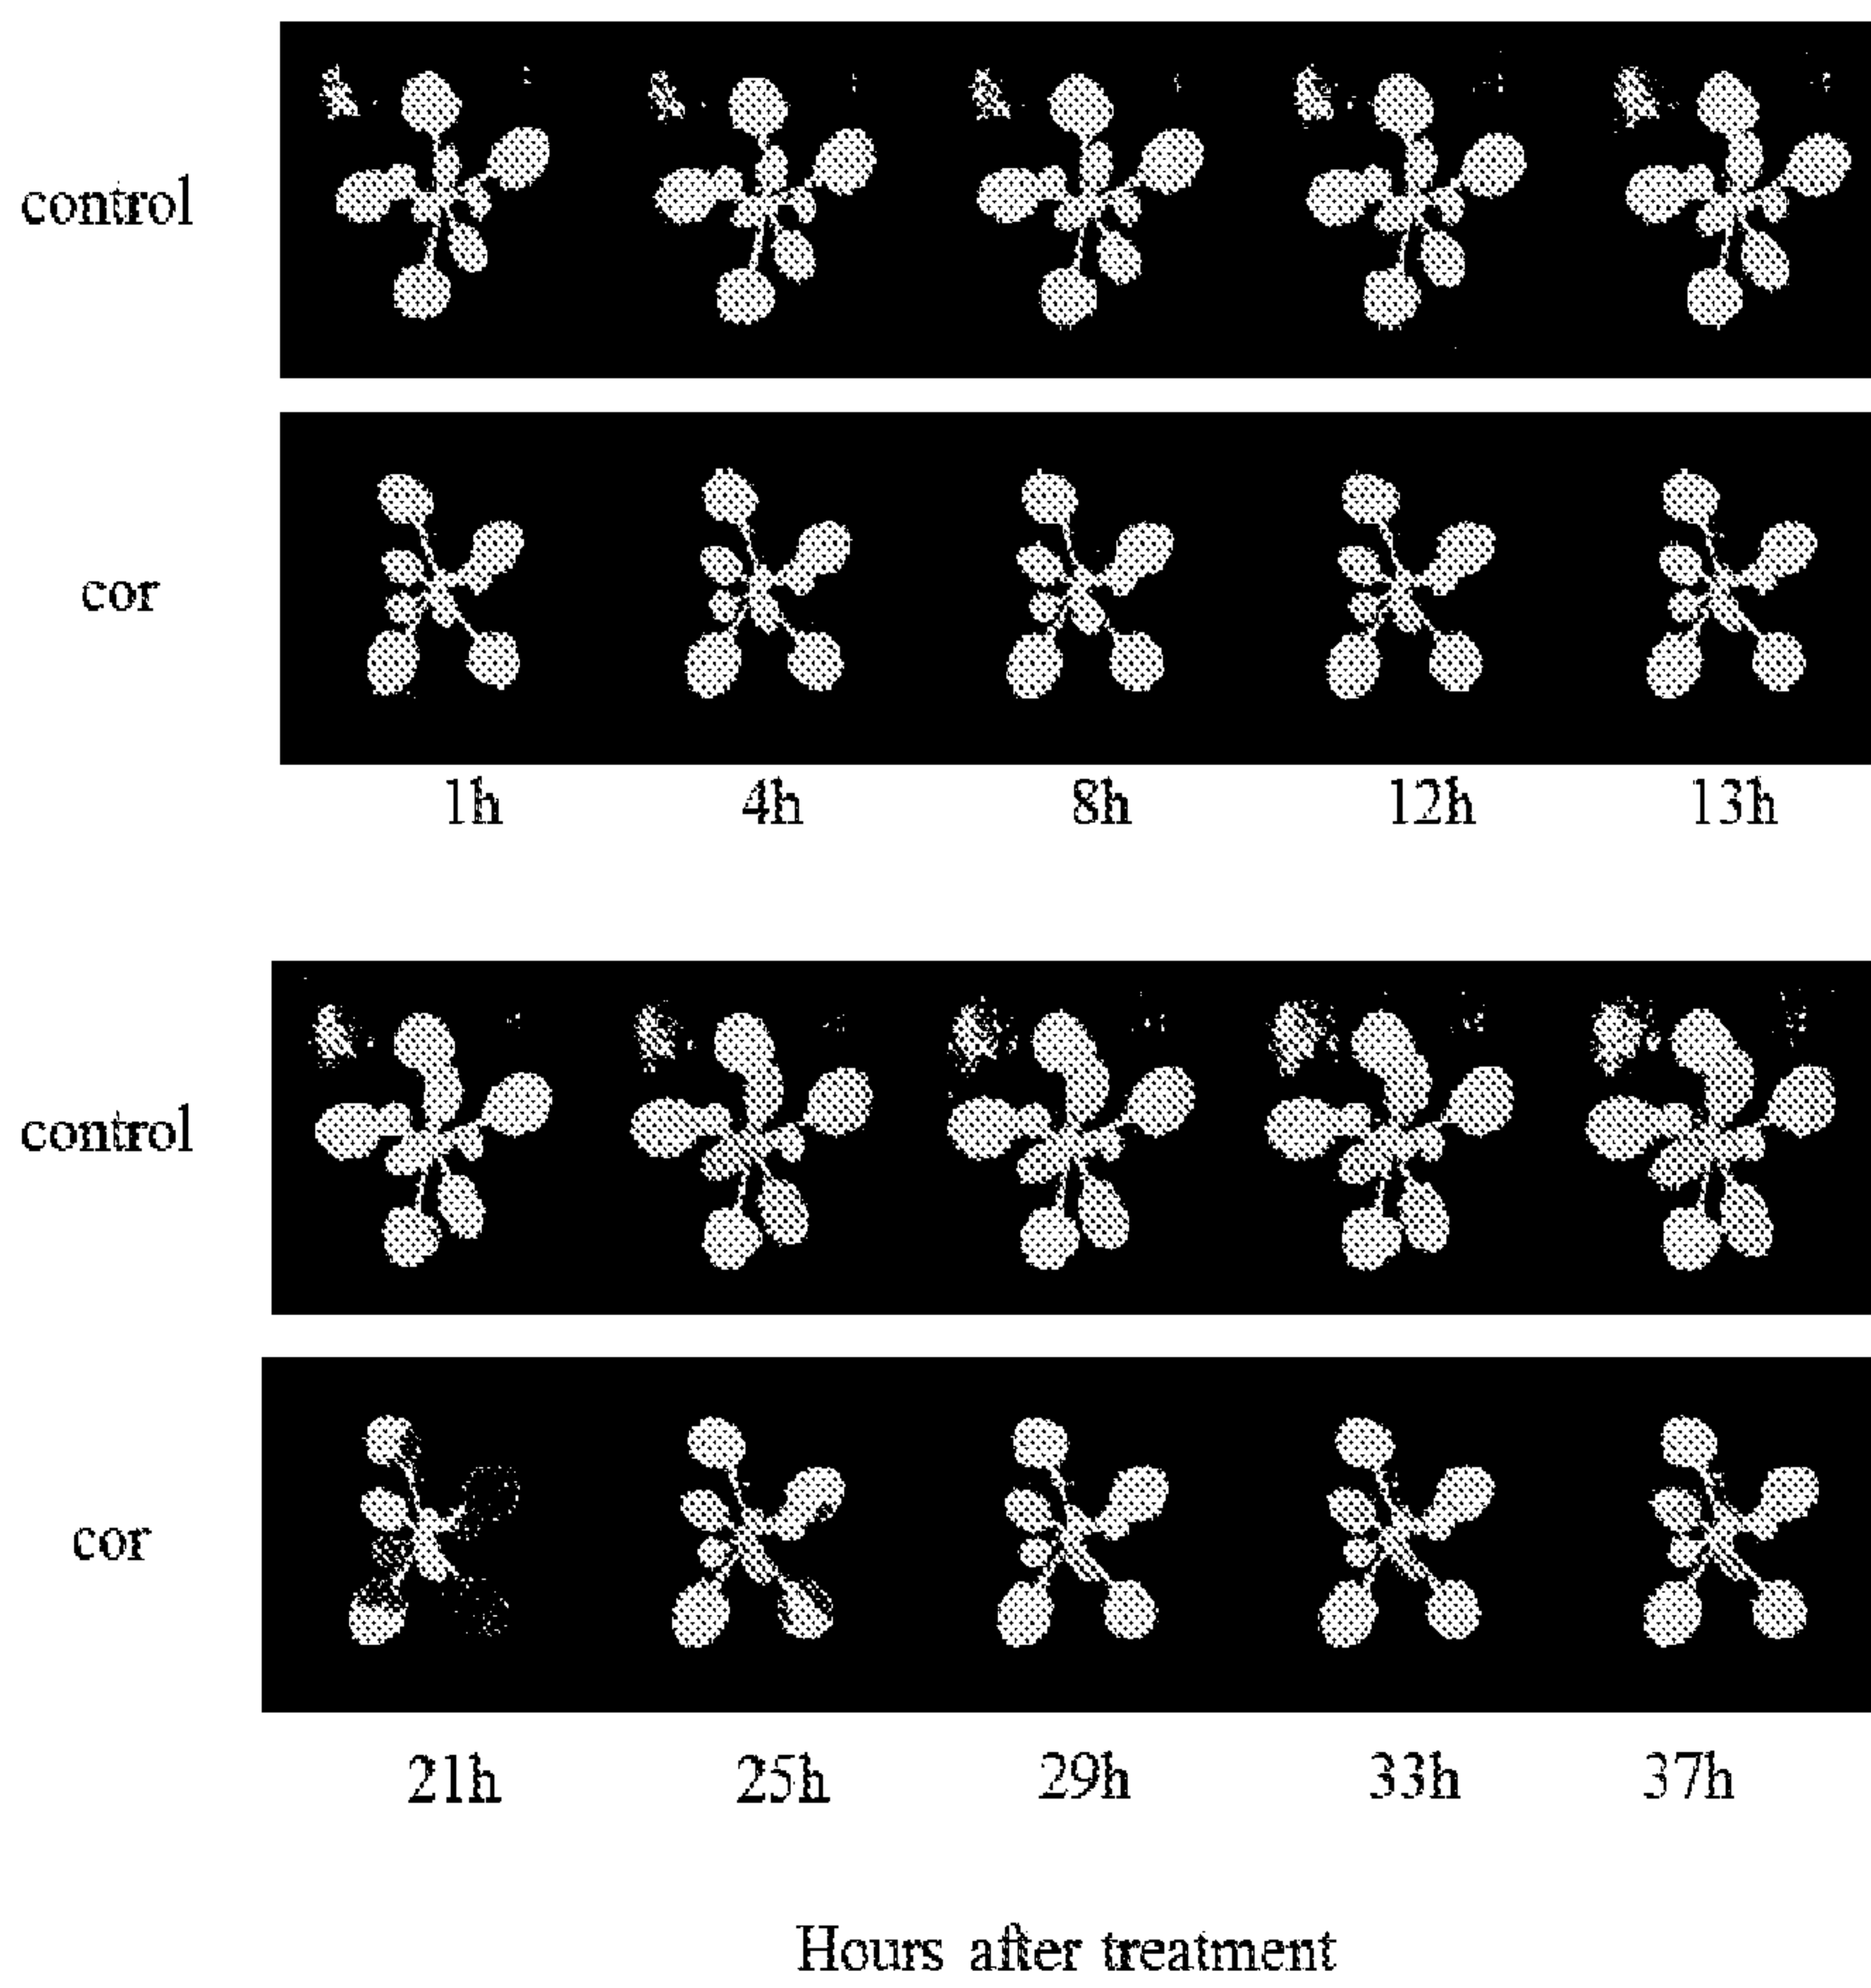 control
cor
1h 4h 8h 12h 13h
control
cor
21h 25h 29h 33h 37h
Hours after treatment